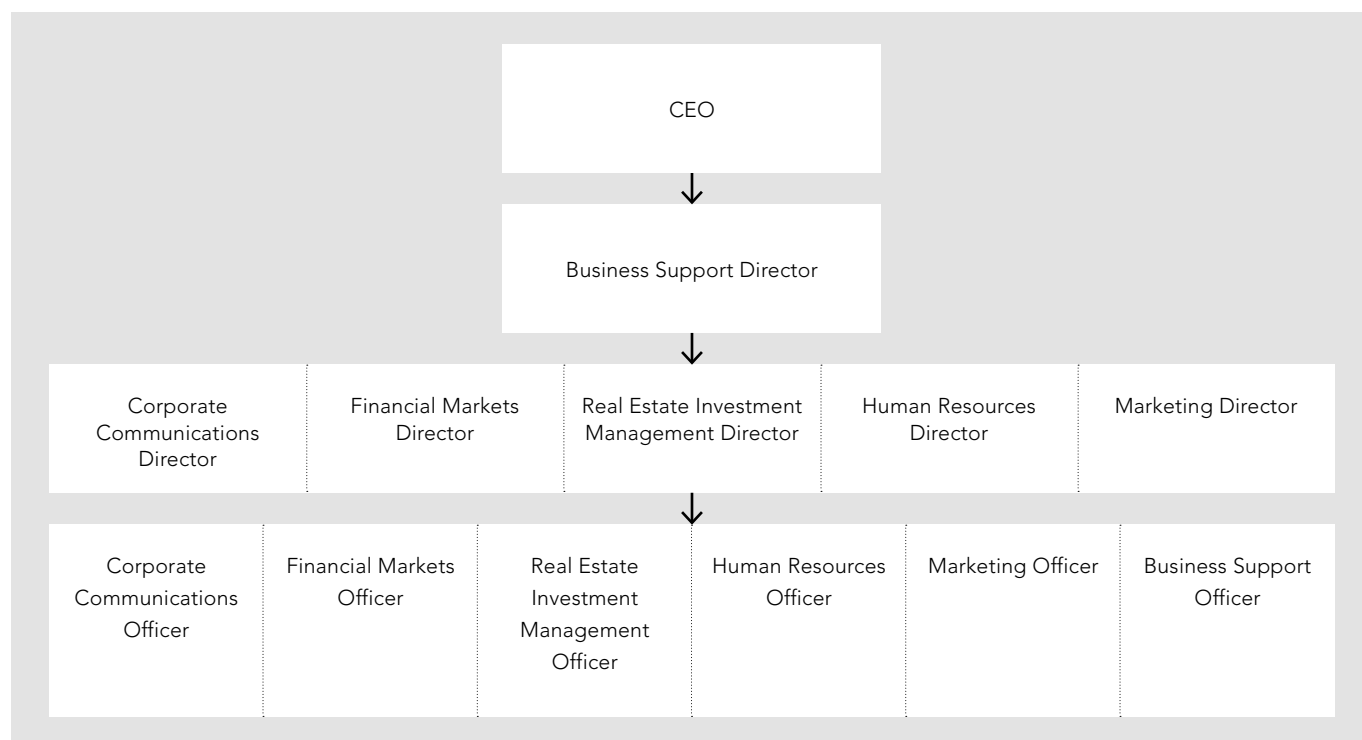 CEO
Business Support Director
Corporate
Communications
Director
Financial Markets
Director
Real Estate Investment
Management Director
Human Resources
Director
Marketing Director
Corporate
Communications
Officer
Financial Markets
Officer
Real Estate
Investment
Management
Officer
Human Resources
Officer
Marketing Officer
Business Support
Officer